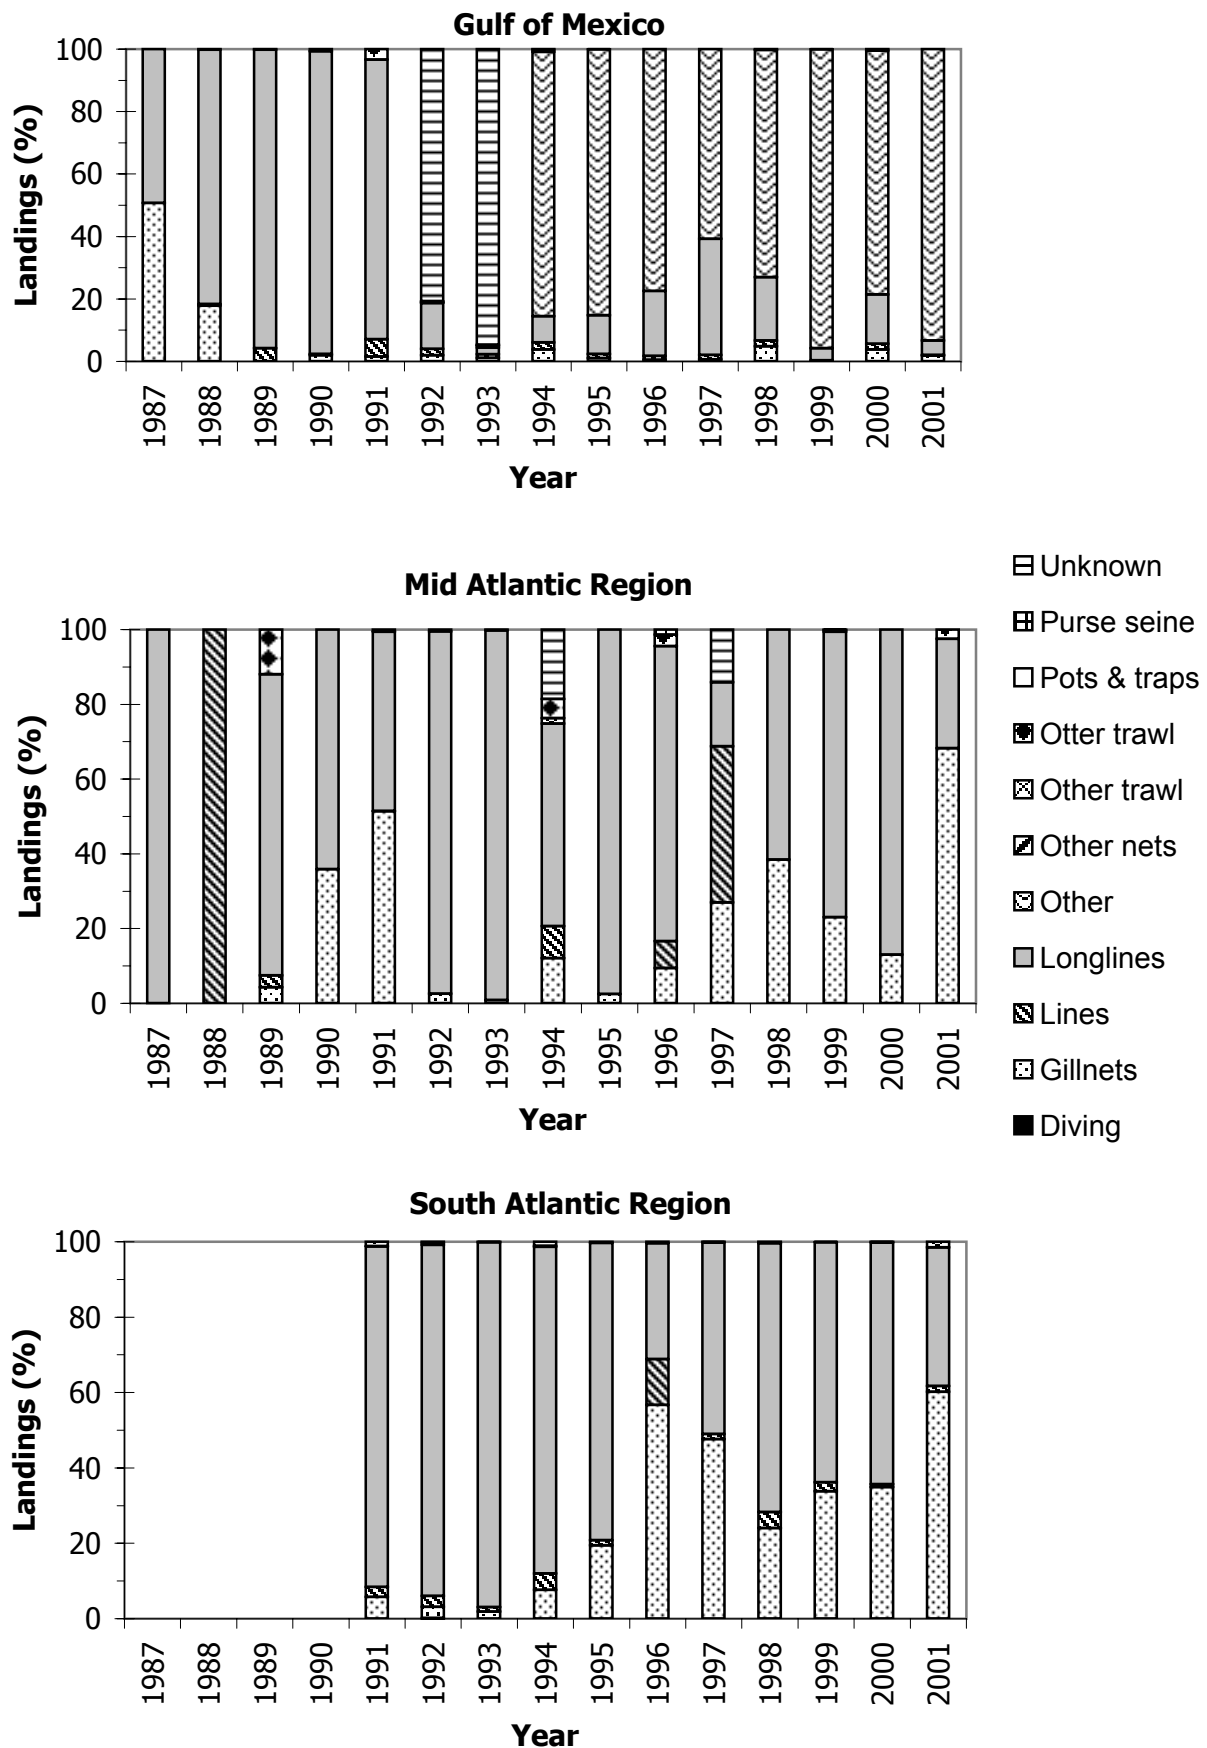 Gulf of Mexico
100
80
60
40
20
0
Landings (%)
1987 1988 1989 1990 1991 1992 1993 1994 1995 1996 1997 1998 1999 2000 2001
Year
Mid Atlantic Region
100
80
60
40
20
0
Landings (%)
1987 1988 1989 1990 1991 1992 1993 1994 1995 1996 1997 1998 1999 2000 2001
Year
Unknown
Purse seine
Pots & traps
Otter trawl
Other trawl
Other nets
Other
Longlines
Lines
Gillnets
Diving
South Atlantic Region
100
80
60
40
20
0
Landings (%)
1987 1988 1989 1990 1991 1992 1993 1994 1995 1996 1997 1998 1999 2000 2001
Year